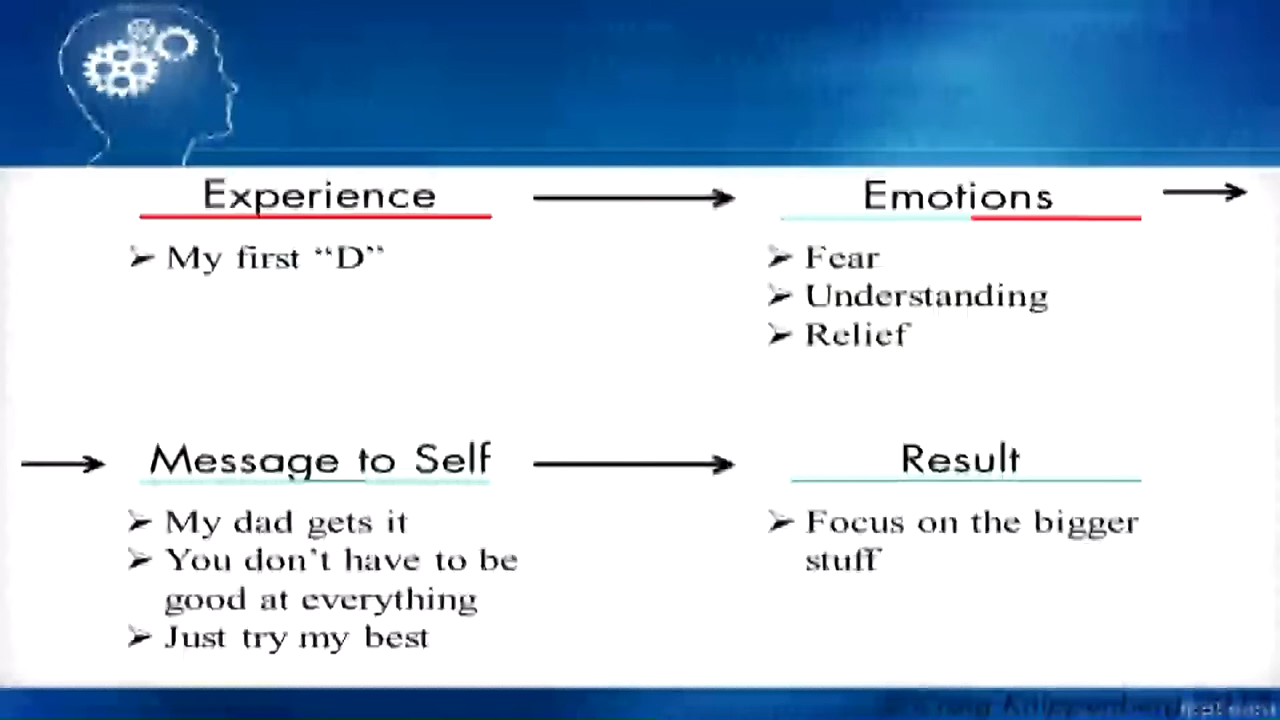 Experience
Emotions
➢ My first “D”
➢ Fear
➢ Understanding
➢ Relief
Message to Self
Result
➢ My dad gets it
➢ You don’t have to be
good at everything
➢ Just try my best
➢ Focus on the bigger
stuff